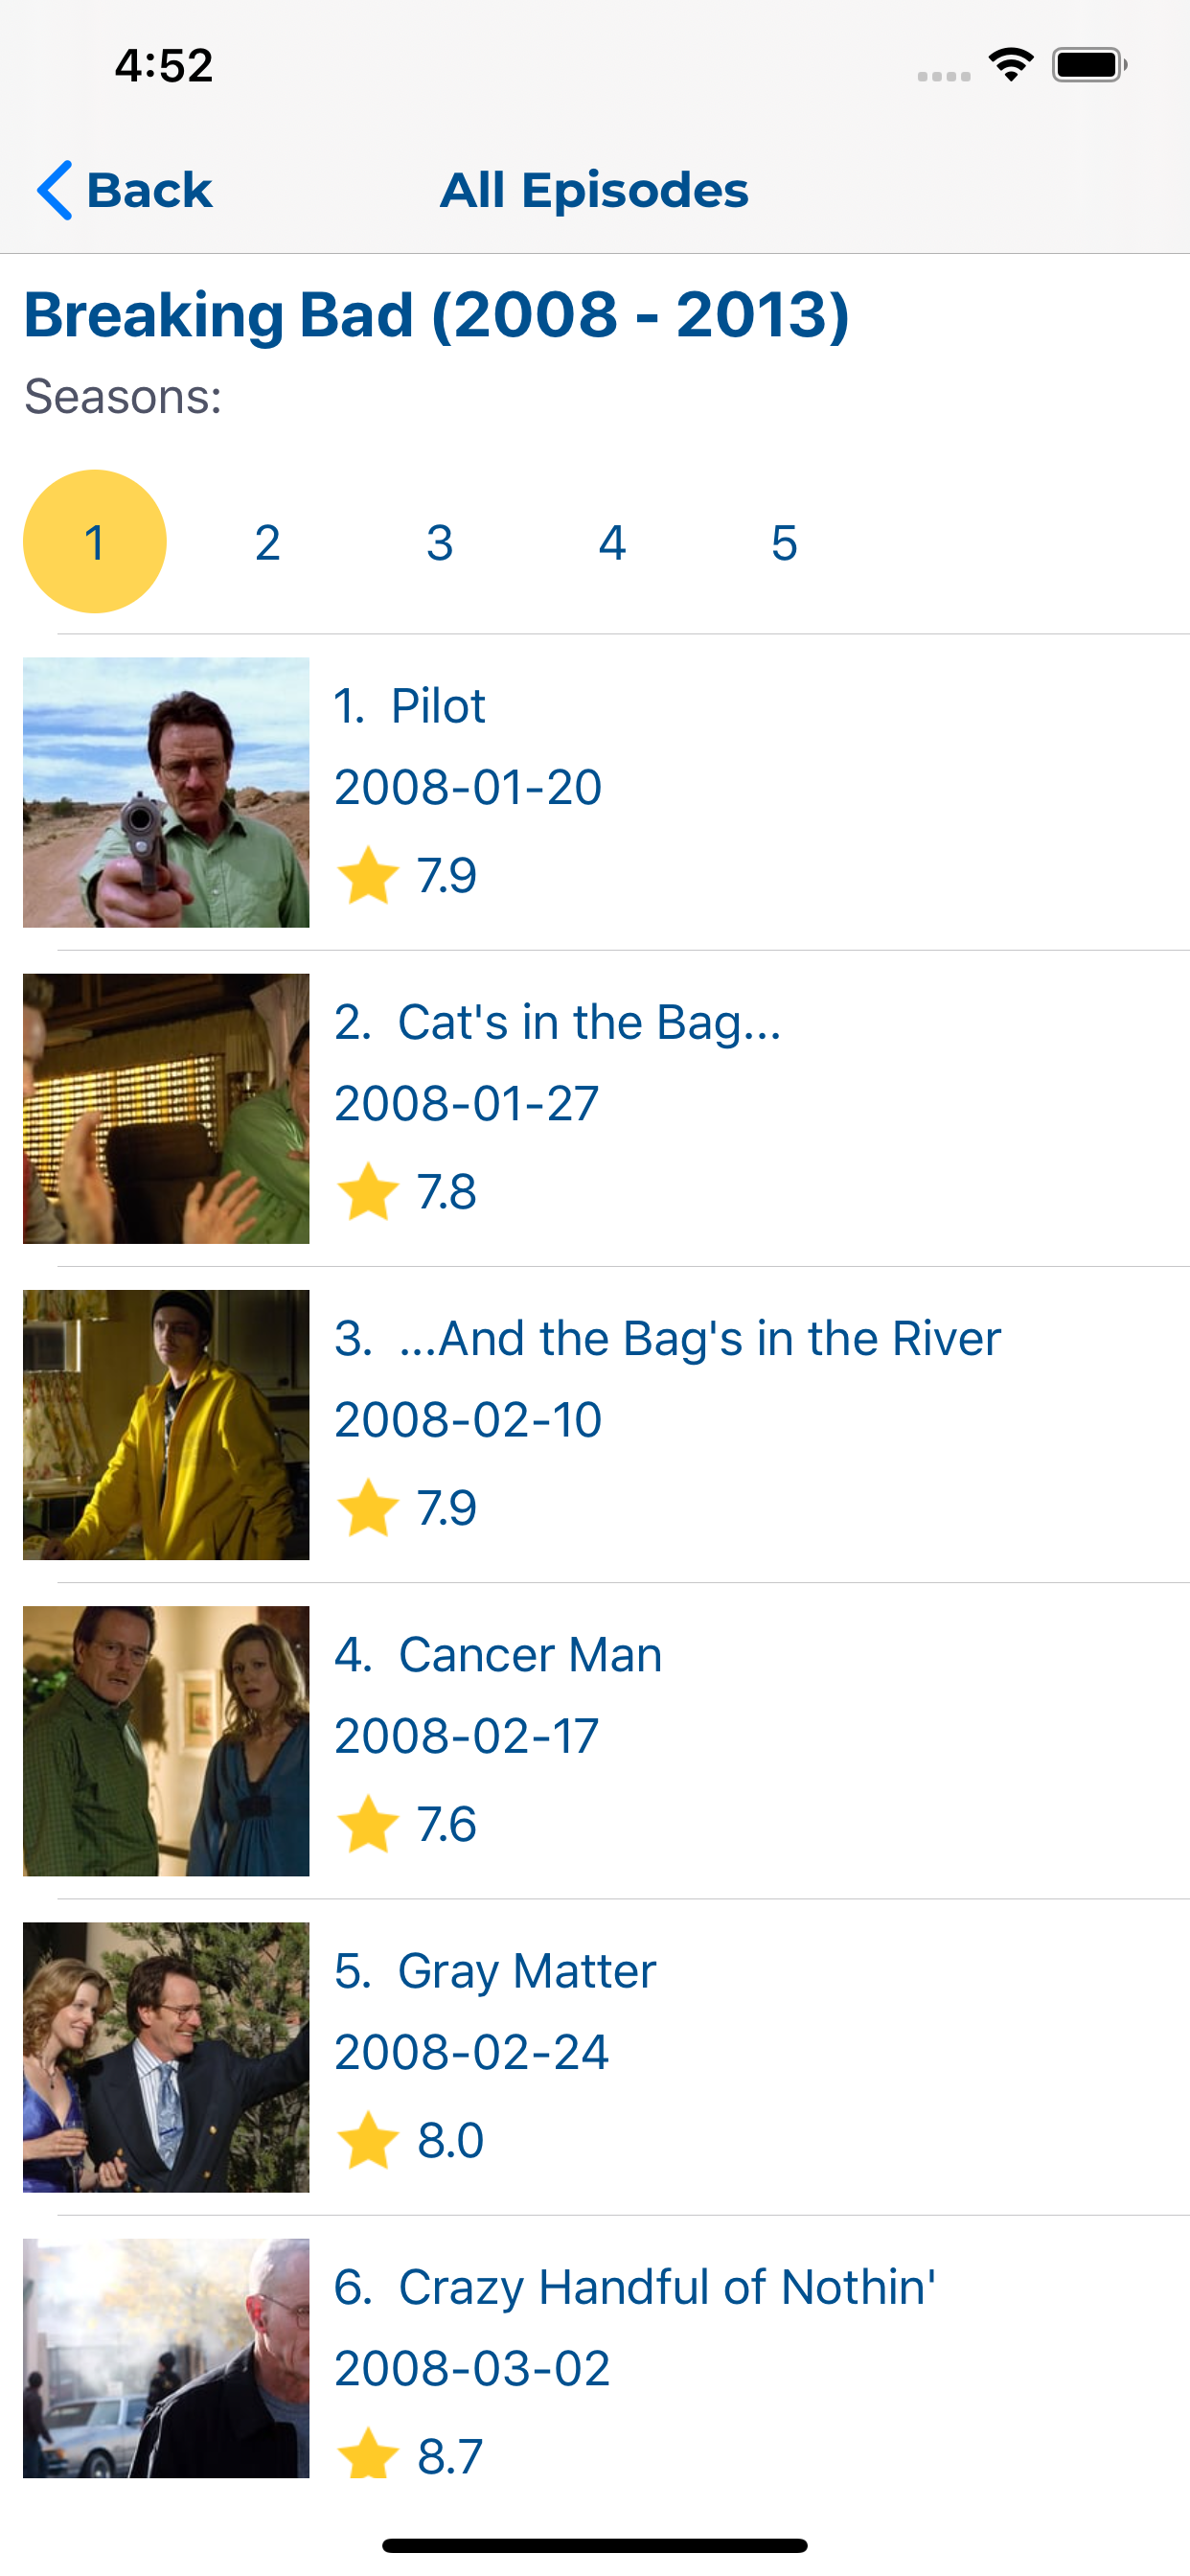 4:52
Back
All Episodes
Breaking Bad (2008 - 2013)
Seasons:
1 2 3 4 5
1. Pilot
2008-01-20
7.9
2. Cat's in the Bag...
2008-01-27
7.8
3. ...And the Bag's in the River
2008-02-10
7.9
4. Cancer Man
2008-02-17
7.6
5. Gray Matter
2008-02-24
8.0
6. Crazy Handful of Nothin'
2008-03-02
8.7